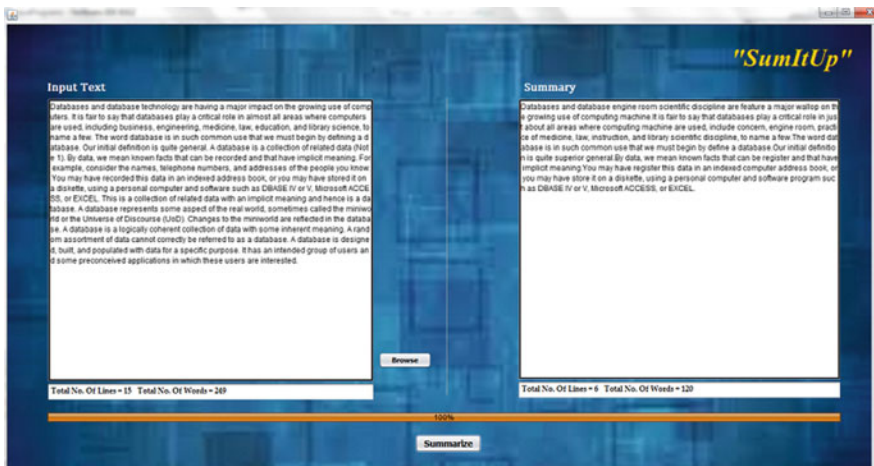 "SumItUp"
Input Text
Databases and database technology are having a major impact on the growing use of comp
uters. It is fair to say that databases play a critical role in almost all areas where computers
are used, including business, engineering, medicine, law, education, and library science, to
name a few. The word database is in such common use that we must begin by defining a d
atabase. Our initial definition is quite general. A database is a collection of related data (Not
e 1). By data, we mean known facts that can be recorded and that have implicit meaning. For
example, consider the names, telephone numbers, and addresses of the people you know.
You may have recorded this data in an indexed address book, or you may have stored it on
a diskette, using a personal computer and software such as DBASE IV or V, Microsoft ACCE
SS, or EXCEL. This is a collection of related data with an implicit meaning and hence is a da
tabase. A database represents some aspect of the real world, sometimes called the miniwo
rld or the Universe of Discourse (UoD). Changes to the miniworld are reflected in the databa
se. A database is a logically coherent collection of data with some inherent meaning. A rand
om assortment of data cannot correctly be referred to as a database. A database is designe
d, built, and populated with data for a specific purpose. It has an intended group of users an
d some preconceived applications in which these users are interested.
Browse
Total No. Of Lines = 15 Total No. Of Words = 249
Summary
Databases and database engine room scientific discipline are feature a major wallop on th
e growing use of computing machine.It is fair to say that databases play a critical role in jus
t about all areas where computing machine are used, include concern, engine room, practi
ce of medicine, law, instruction, and library scientific discipline, to name a few.The word dat
abase is in such common use that we must begin by define a database.Our initial definitio
n is quite superior general.By data, we mean known facts that can be register and that have
implicit meaning.You may have register this data in an indexed computer address book, or
you may have store it on a diskette, using a personal computer and software program suc
h as DBASE IV or V, Microsoft ACCESS, or EXCEL.
Total No. Of Lines = 6 Total No. Of Words = 120
100%
Summarize